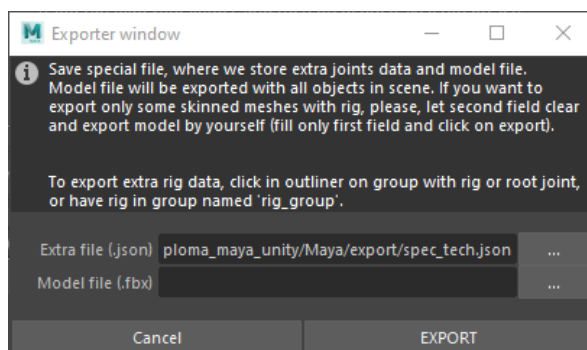 Exporter window
Save special file, where we store extra joints data and model file.
Model file will be exported with all objects in scene. If you want to
export only some skinned meshes with rig, please, let second field clear
and export model by yourself (fill only first field and click on export).
To export extra rig data, click in outliner on group with rig or root joint,
or have rig in group named 'rig_group'.
Extra file (.json) ploma_maya_unity/Maya/export/spec_tech.json ...
Model file (.fbx) ...
Cancel EXPORT